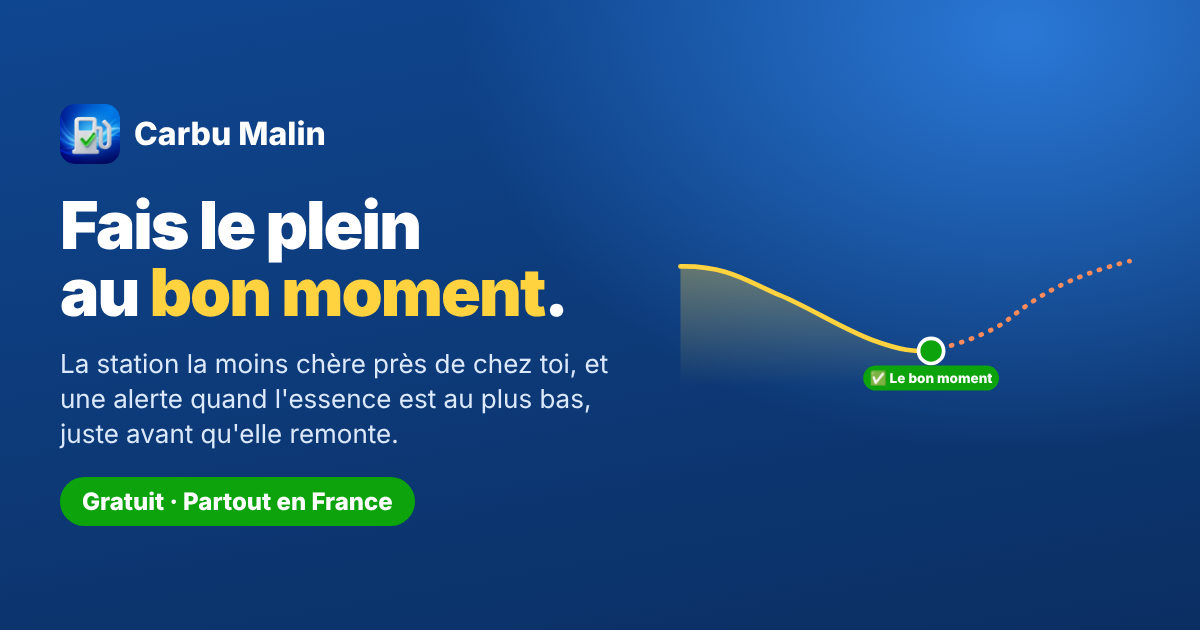 Carbu Malin
Fais le plein
au bon moment.
La station la moins chère près de chez toi, et
une alerte quand l'essence est au plus bas,
juste avant qu'elle remonte.
✅ Le bon moment
Gratuit · Partout en France